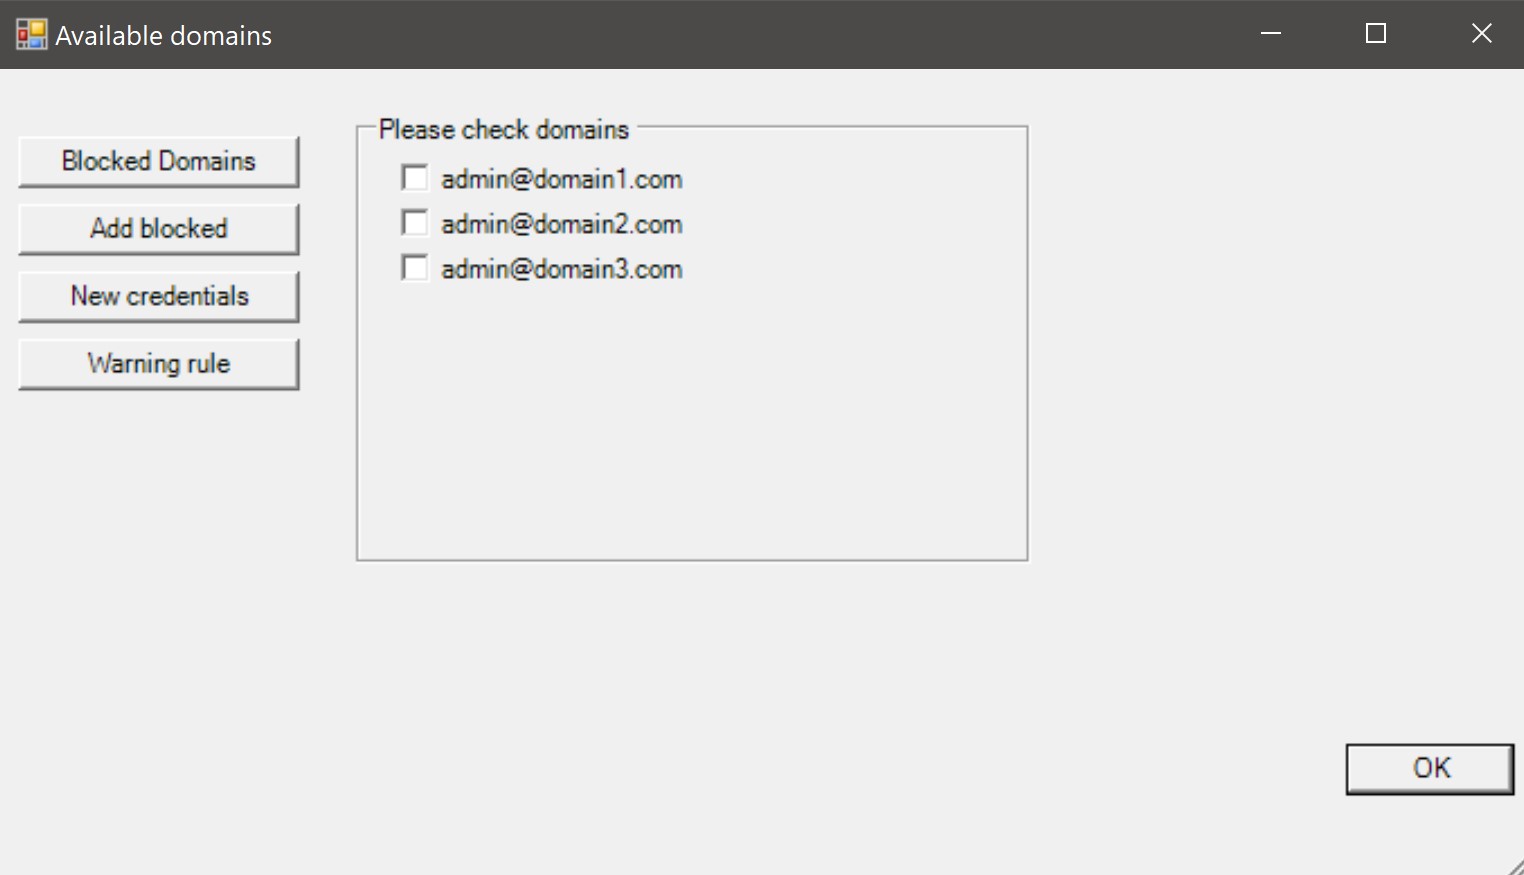 Available domains
Blocked Domains
Add blocked
New credentials
Warning rule
Please check domains
admin@domain1.com
admin@domain2.com
admin@domain3.com
OK